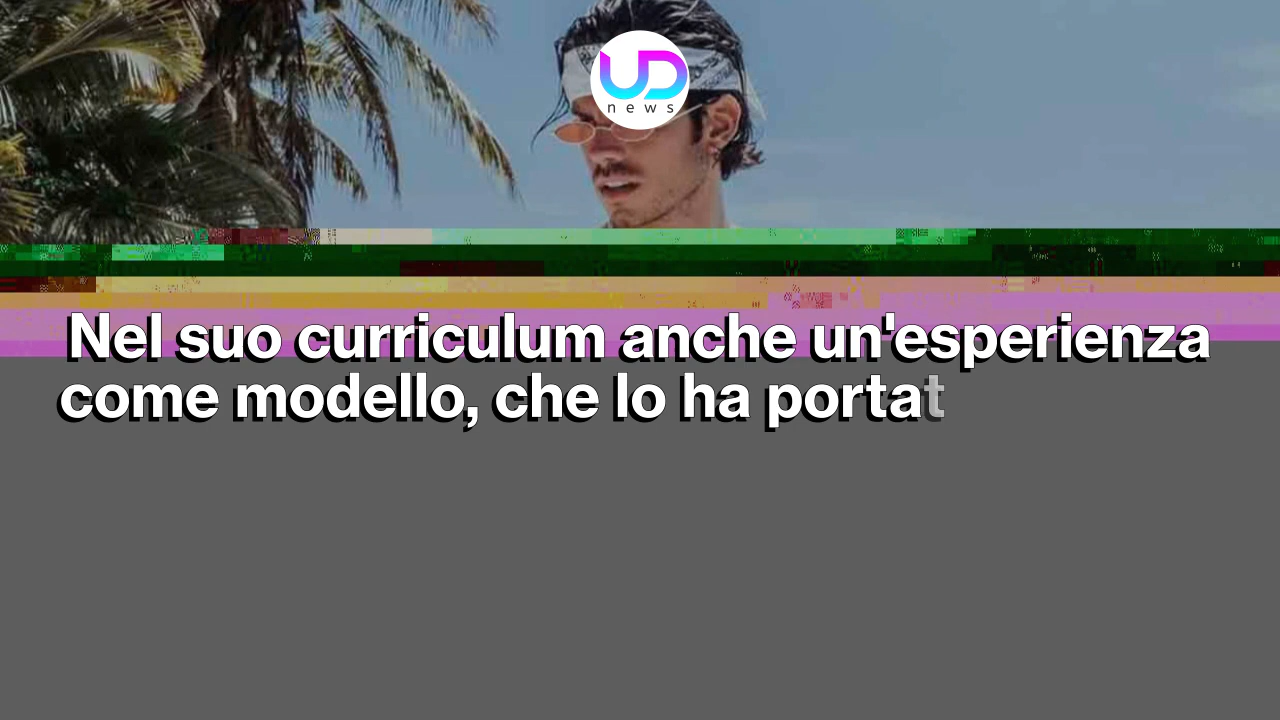 UD
news
Nel suo curriculum anche un'esperienza
come modello, che lo ha portat